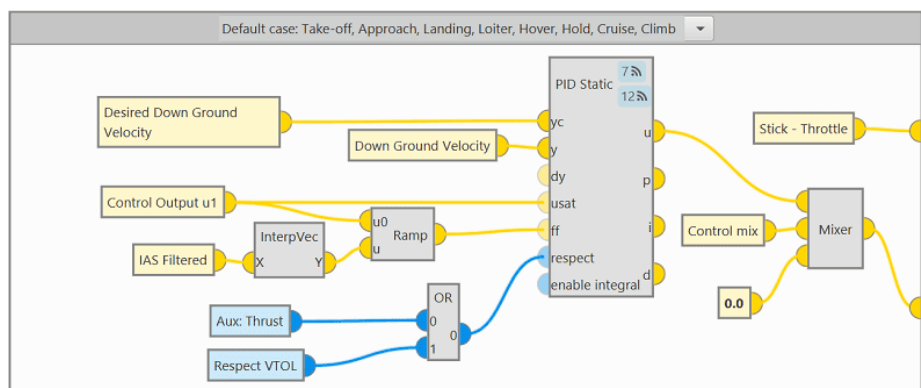 Default case: Take-off, Approach, Landing, Loiter, Hover, Hold, Cruise, Climb
PID Static
7
12
Desired Down Ground
Velocity
Down Ground Velocity
yc
y
dy
usat
ff
respect
enable integral
u
p
i
d
Stick - Throttle
Control Output u1
InterpVec
X
Y
IAS Filtered
u0
u
Ramp
Control mix
Mixer
0.0
OR
0
1
0
Aux: Thrust
Respect VTOL